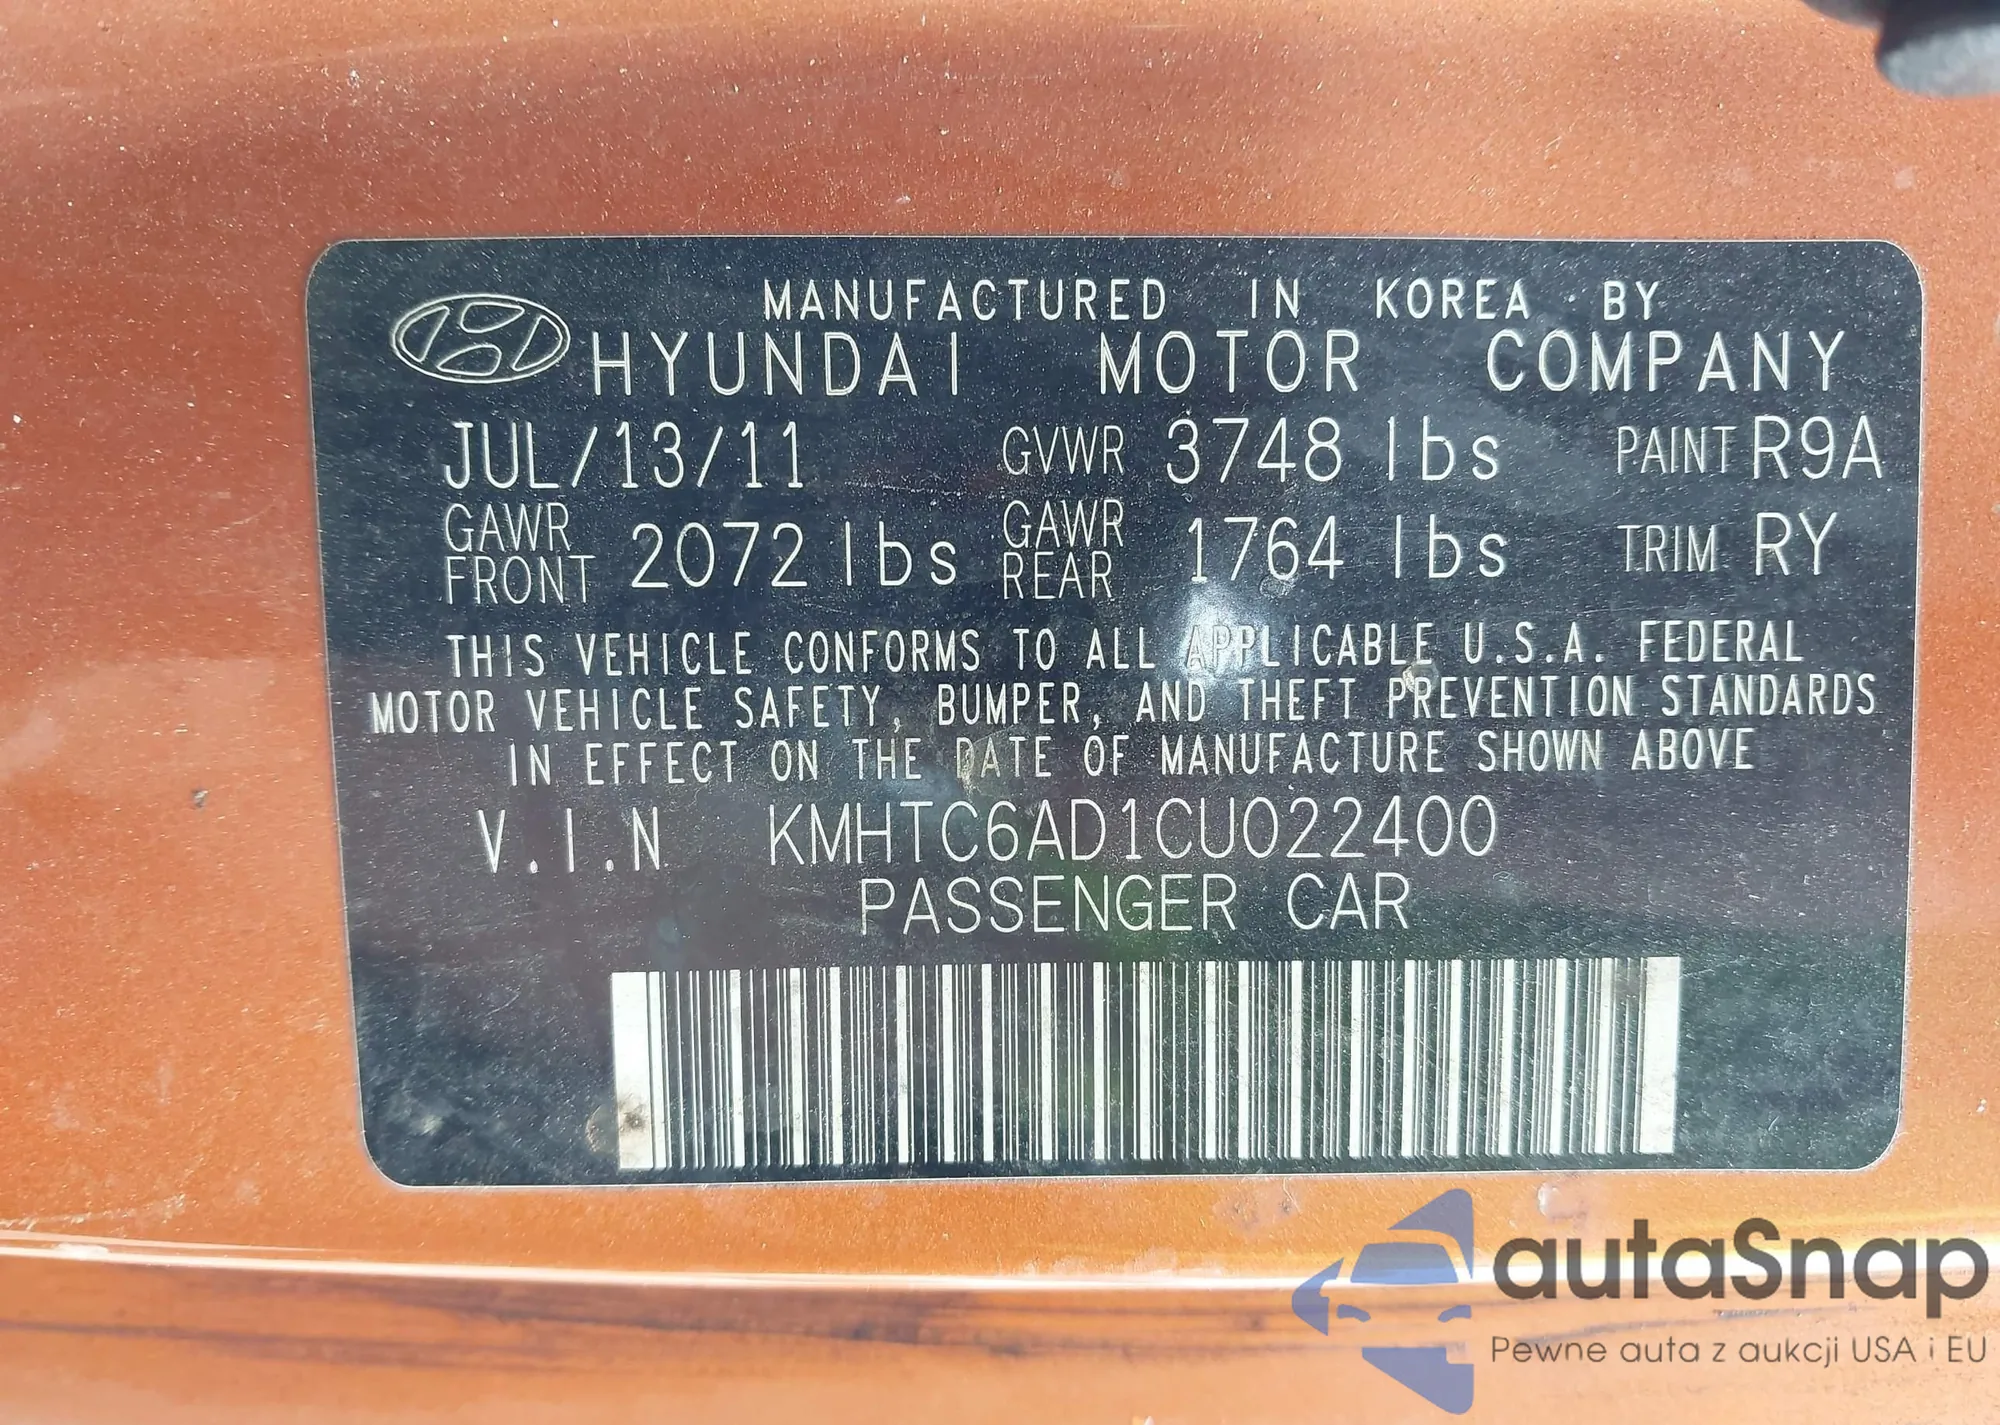 MANUFACTURED IN KOREA BY
HYUNDAI MOTOR COMPANY
JUL/13/11 GVWR 3748 lbs PAINT R9A
GAWR FRONT 2072 lbs GAWR REAR 1764 lbs TRIM RY
THIS VEHICLE CONFORMS TO ALL APPLICABLE U.S.A. FEDERAL
MOTOR VEHICLE SAFETY, BUMPER, AND THEFT PREVENTION STANDARDS
IN EFFECT ON THE DATE OF MANUFACTURE SHOWN ABOVE
V.I.N KMHTC6AD1CU022400
PASSENGER CAR
autaSnap
Pewne auta z aukcji USA i EU